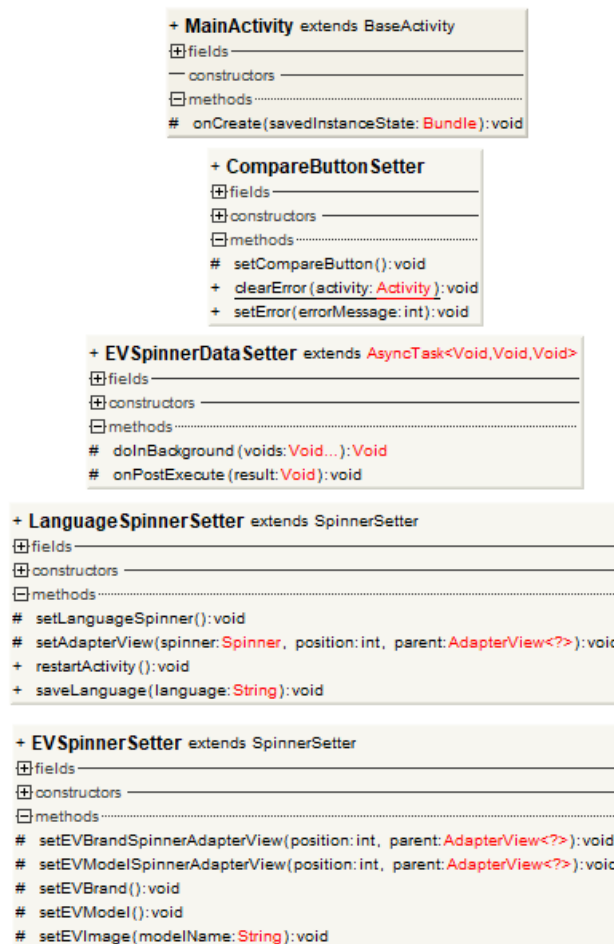 + MainActivity extends BaseActivity
fields
constructors
methods
# onCreate(savedInstanceState: Bundle): void
+ CompareButtonSetter
fields
constructors
methods
# setCompareButton(): void
+ clearError(activity: Activity): void
+ setError(errorMessage: int): void
+ EVSpinnerDataSetter extends AsyncTask<Void,Void,Void>
fields
constructors
methods
# doInBackground(voids: Void...): Void
# onPostExecute(result: Void): void
+ LanguageSpinnerSetter extends SpinnerSetter
fields
constructors
methods
# setLanguageSpinner(): void
# setAdapterView(spinner: Spinner, position: int, parent: AdapterView<?>): void
+ restartActivity(): void
+ saveLanguage(language: String): void
+ EVSpinnerSetter extends SpinnerSetter
fields
constructors
methods
# setEVBrandSpinnerAdapterView(position: int, parent: AdapterView<?>): void
# setEVModelSpinnerAdapterView(position: int, parent: AdapterView<?>): void
# setEVBrand(): void
# setEVModel(): void
# setEVImage(modelName: String): void